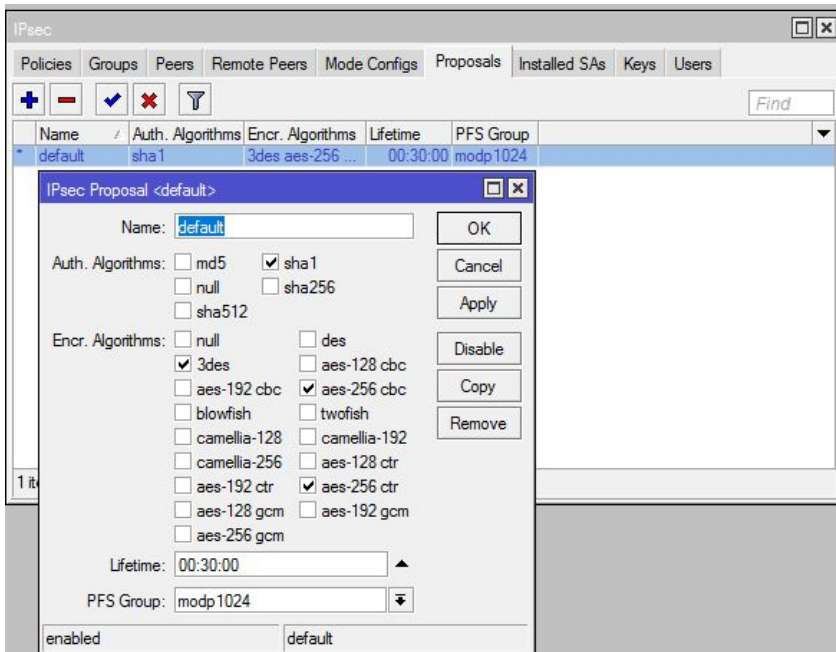 IPsec
Policies Groups Peers Remote Peers Mode Configs Proposals Installed SAs Keys Users
Find
Name Auth. Algorithms Encr. Algorithms Lifetime PFS Group
* default sha1 3des aes-256 ... 00:30:00 modp1024
IPsec Proposal <default>
Name: default OK
Auth. Algorithms: md5 sha1 Cancel
null sha256
sha512 Apply
Encr. Algorithms: null des Disable
3des aes-128 cbc
aes-192 cbc aes-256 cbc Copy
blowfish twofish Remove
camellia-128 camellia-192
camellia-256 aes-128 ctr
1 ite aes-192 ctr aes-256 ctr
aes-128 gcm aes-192 gcm
aes-256 gcm
Lifetime: 00:30:00
PFS Group: modp1024
enabled default